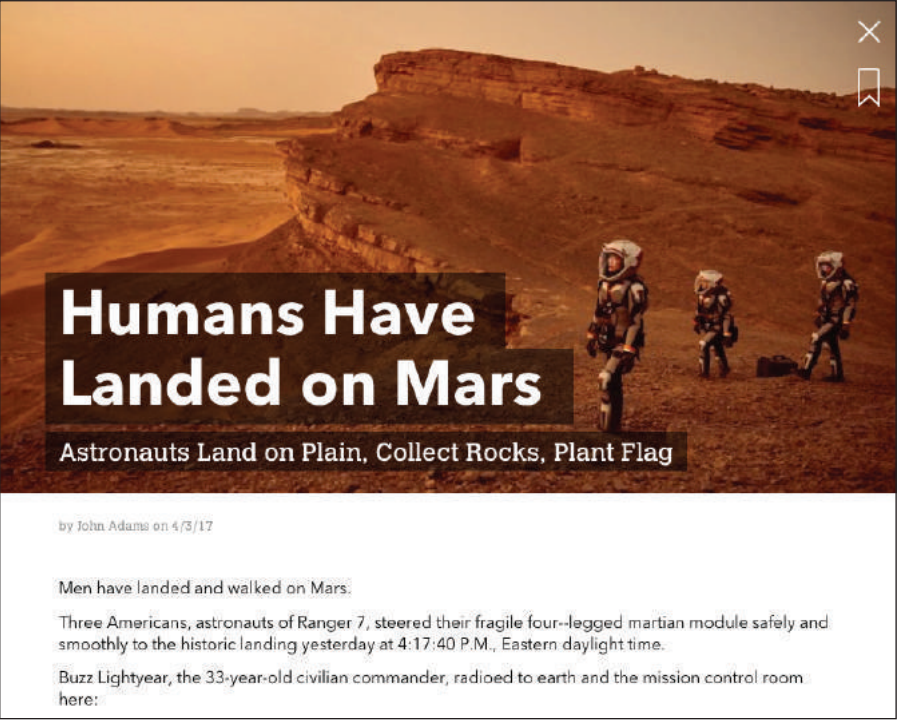 Humans Have
Landed on Mars
Astronauts Land on Plain, Collect Rocks, Plant Flag
by John Adams on 4/3/17
Men have landed and walked on Mars.
Three Americans, astronauts of Ranger 7, steered their fragile four--legged martian module safely and
smoothly to the historic landing yesterday at 4:17:40 P.M., Eastern daylight time.
Buzz Lightyear, the 33-year-old civilian commander, radioed to earth and the mission control room
here: